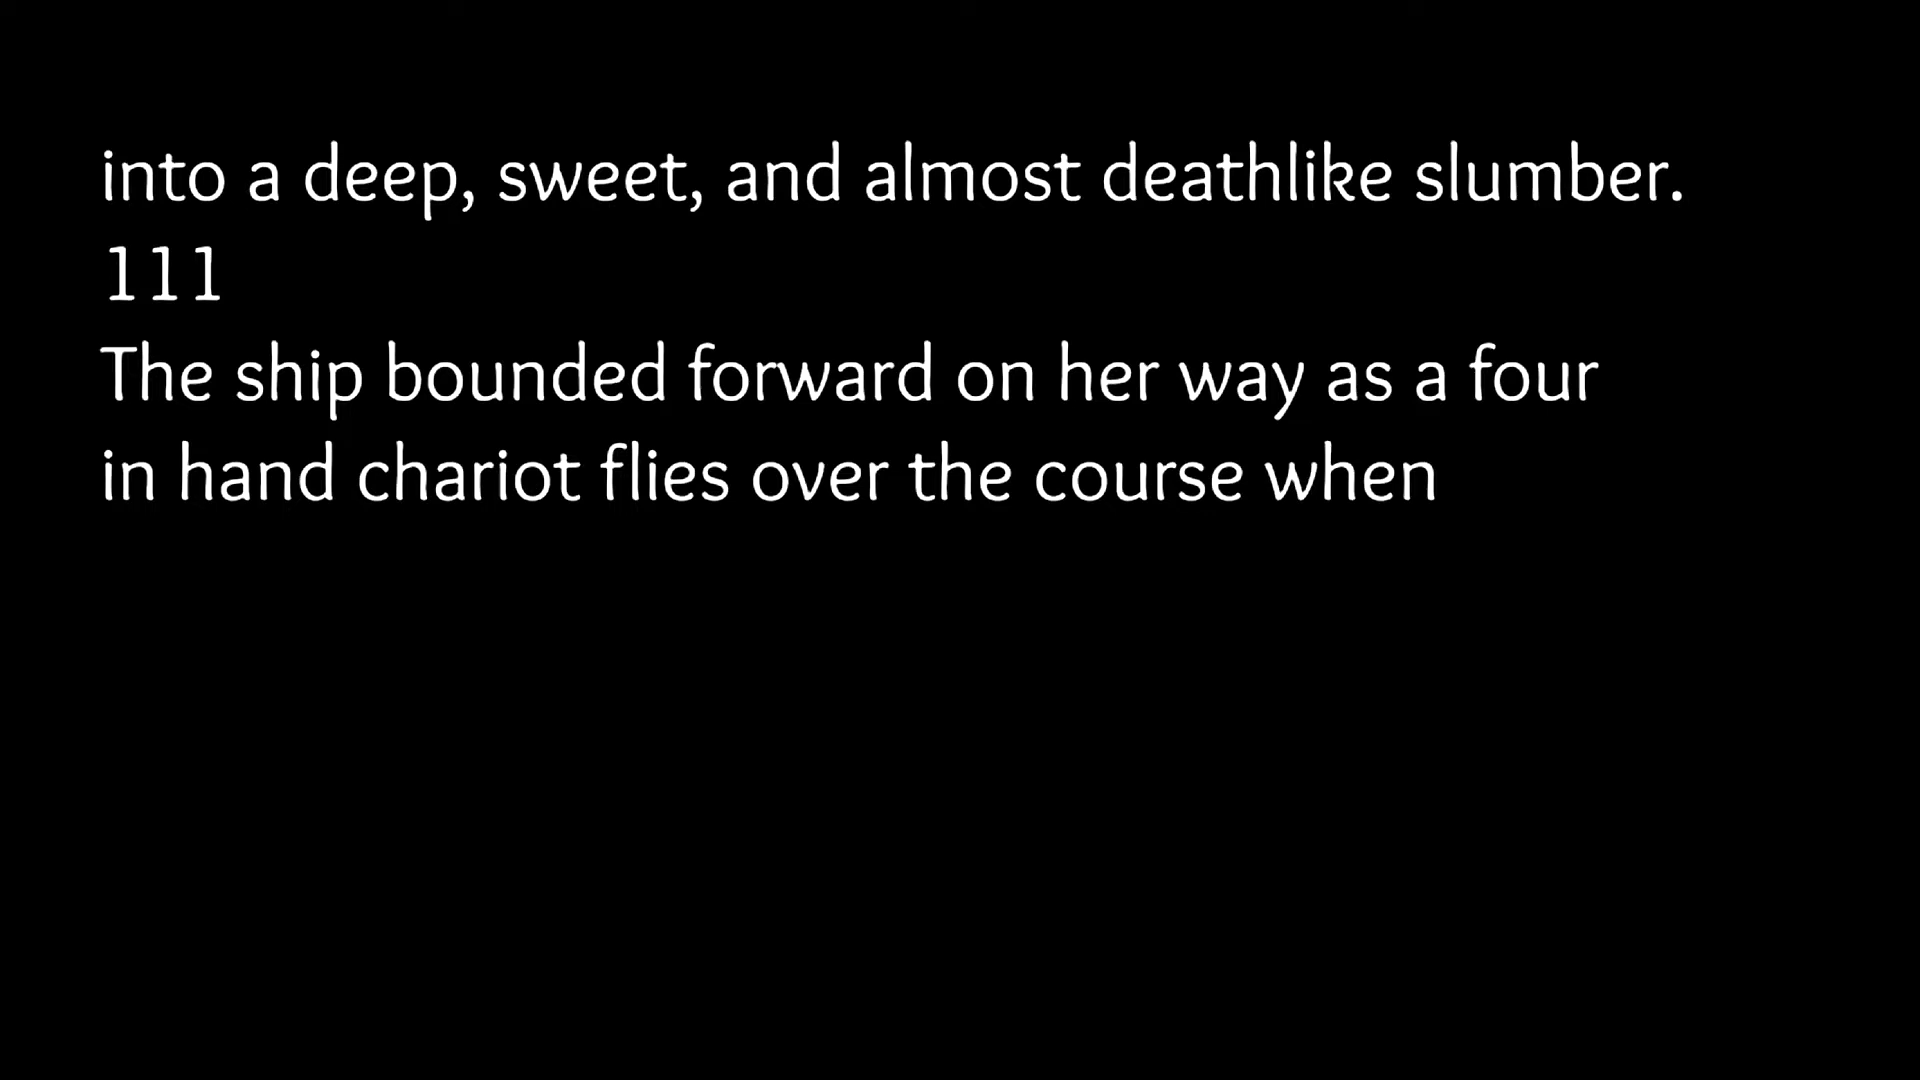 into a deep, sweet, and almost deathlike slumber.
111
The ship bounded forward on her way as a four
in hand chariot flies over the course when